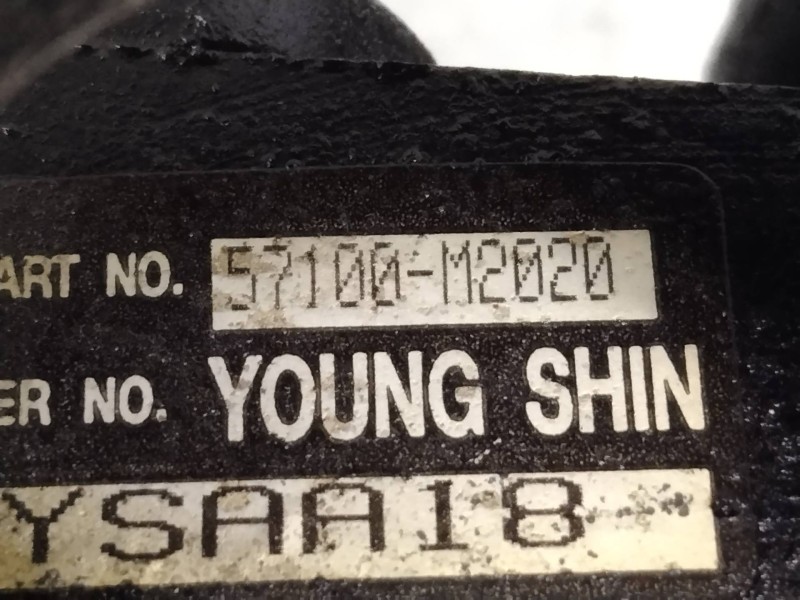 ART NO. 57100-M2020
ER NO. YOUNG SHIN
YSAA18